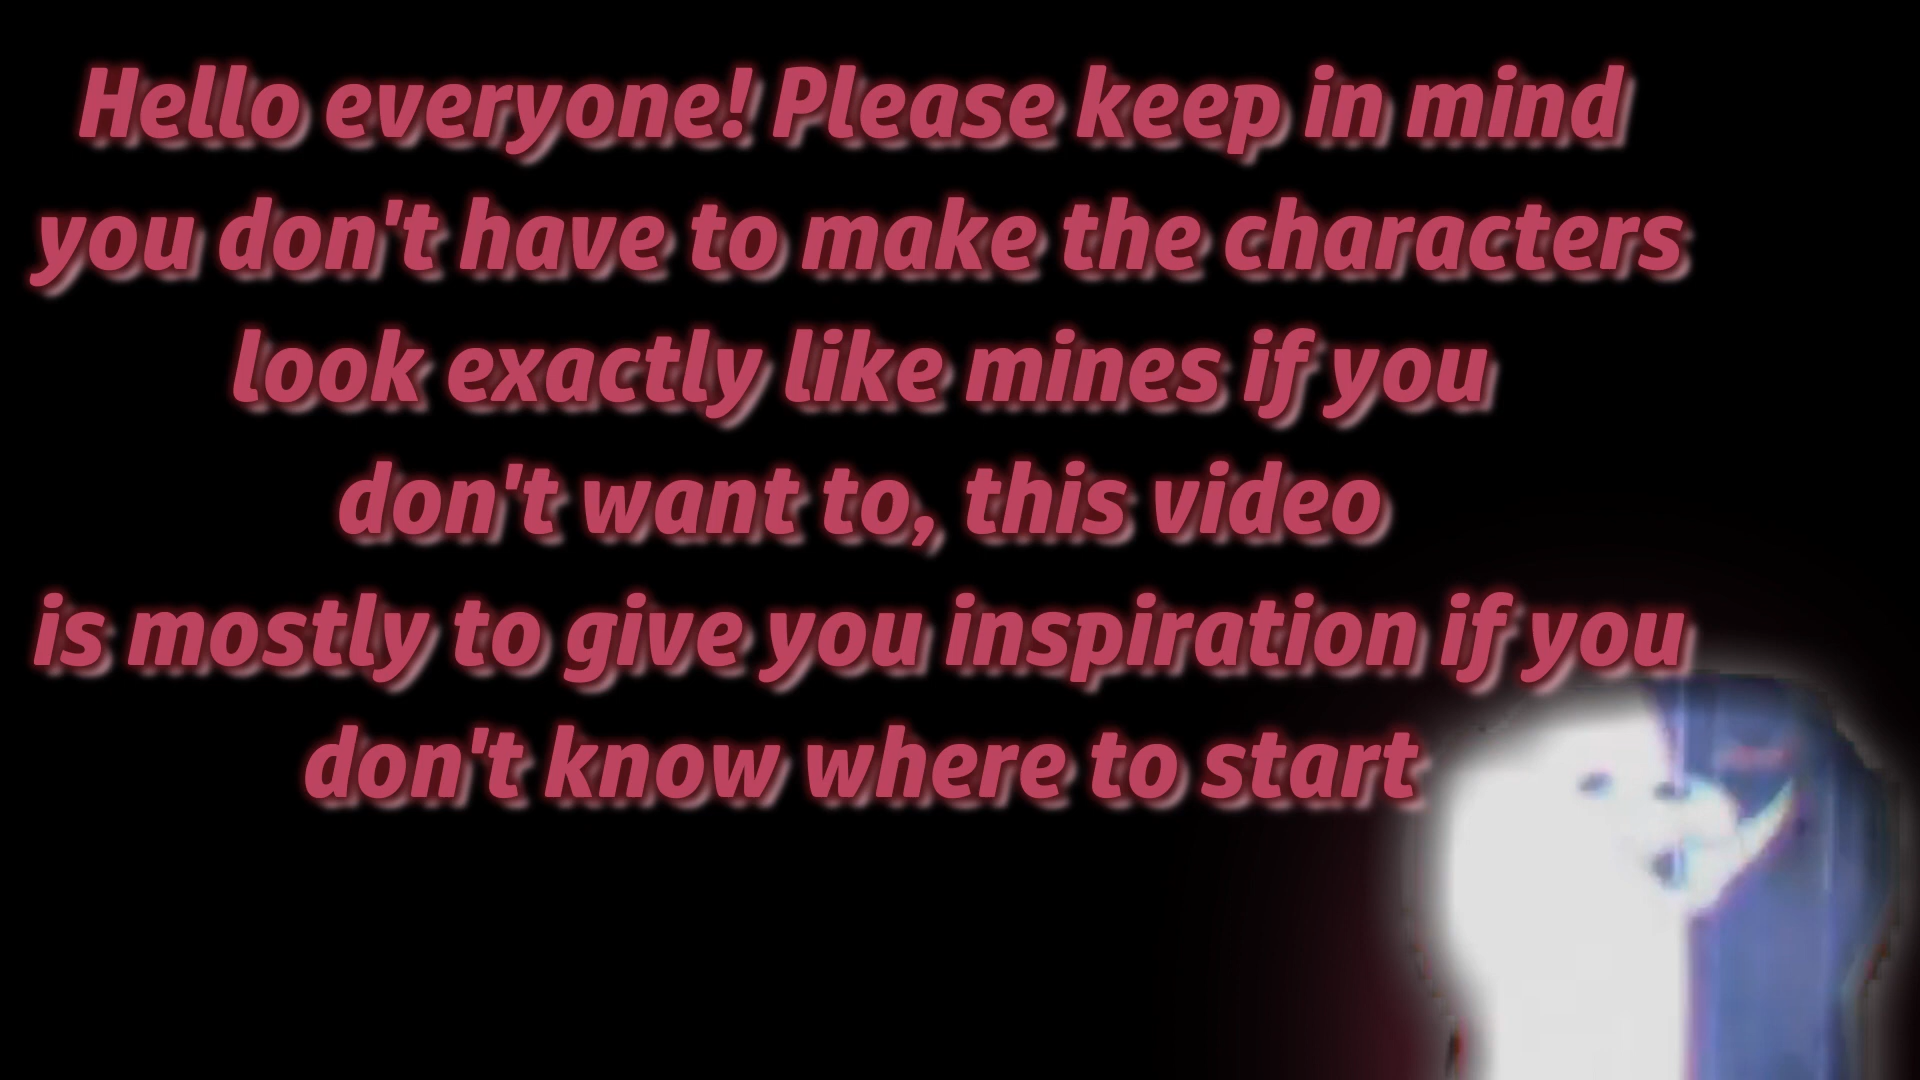 Hello everyone! Please keep in mind
you don't have to make the characters
look exactly like mines if you
don't want to, this video
is mostly to give you inspiration if you
don't know where to start